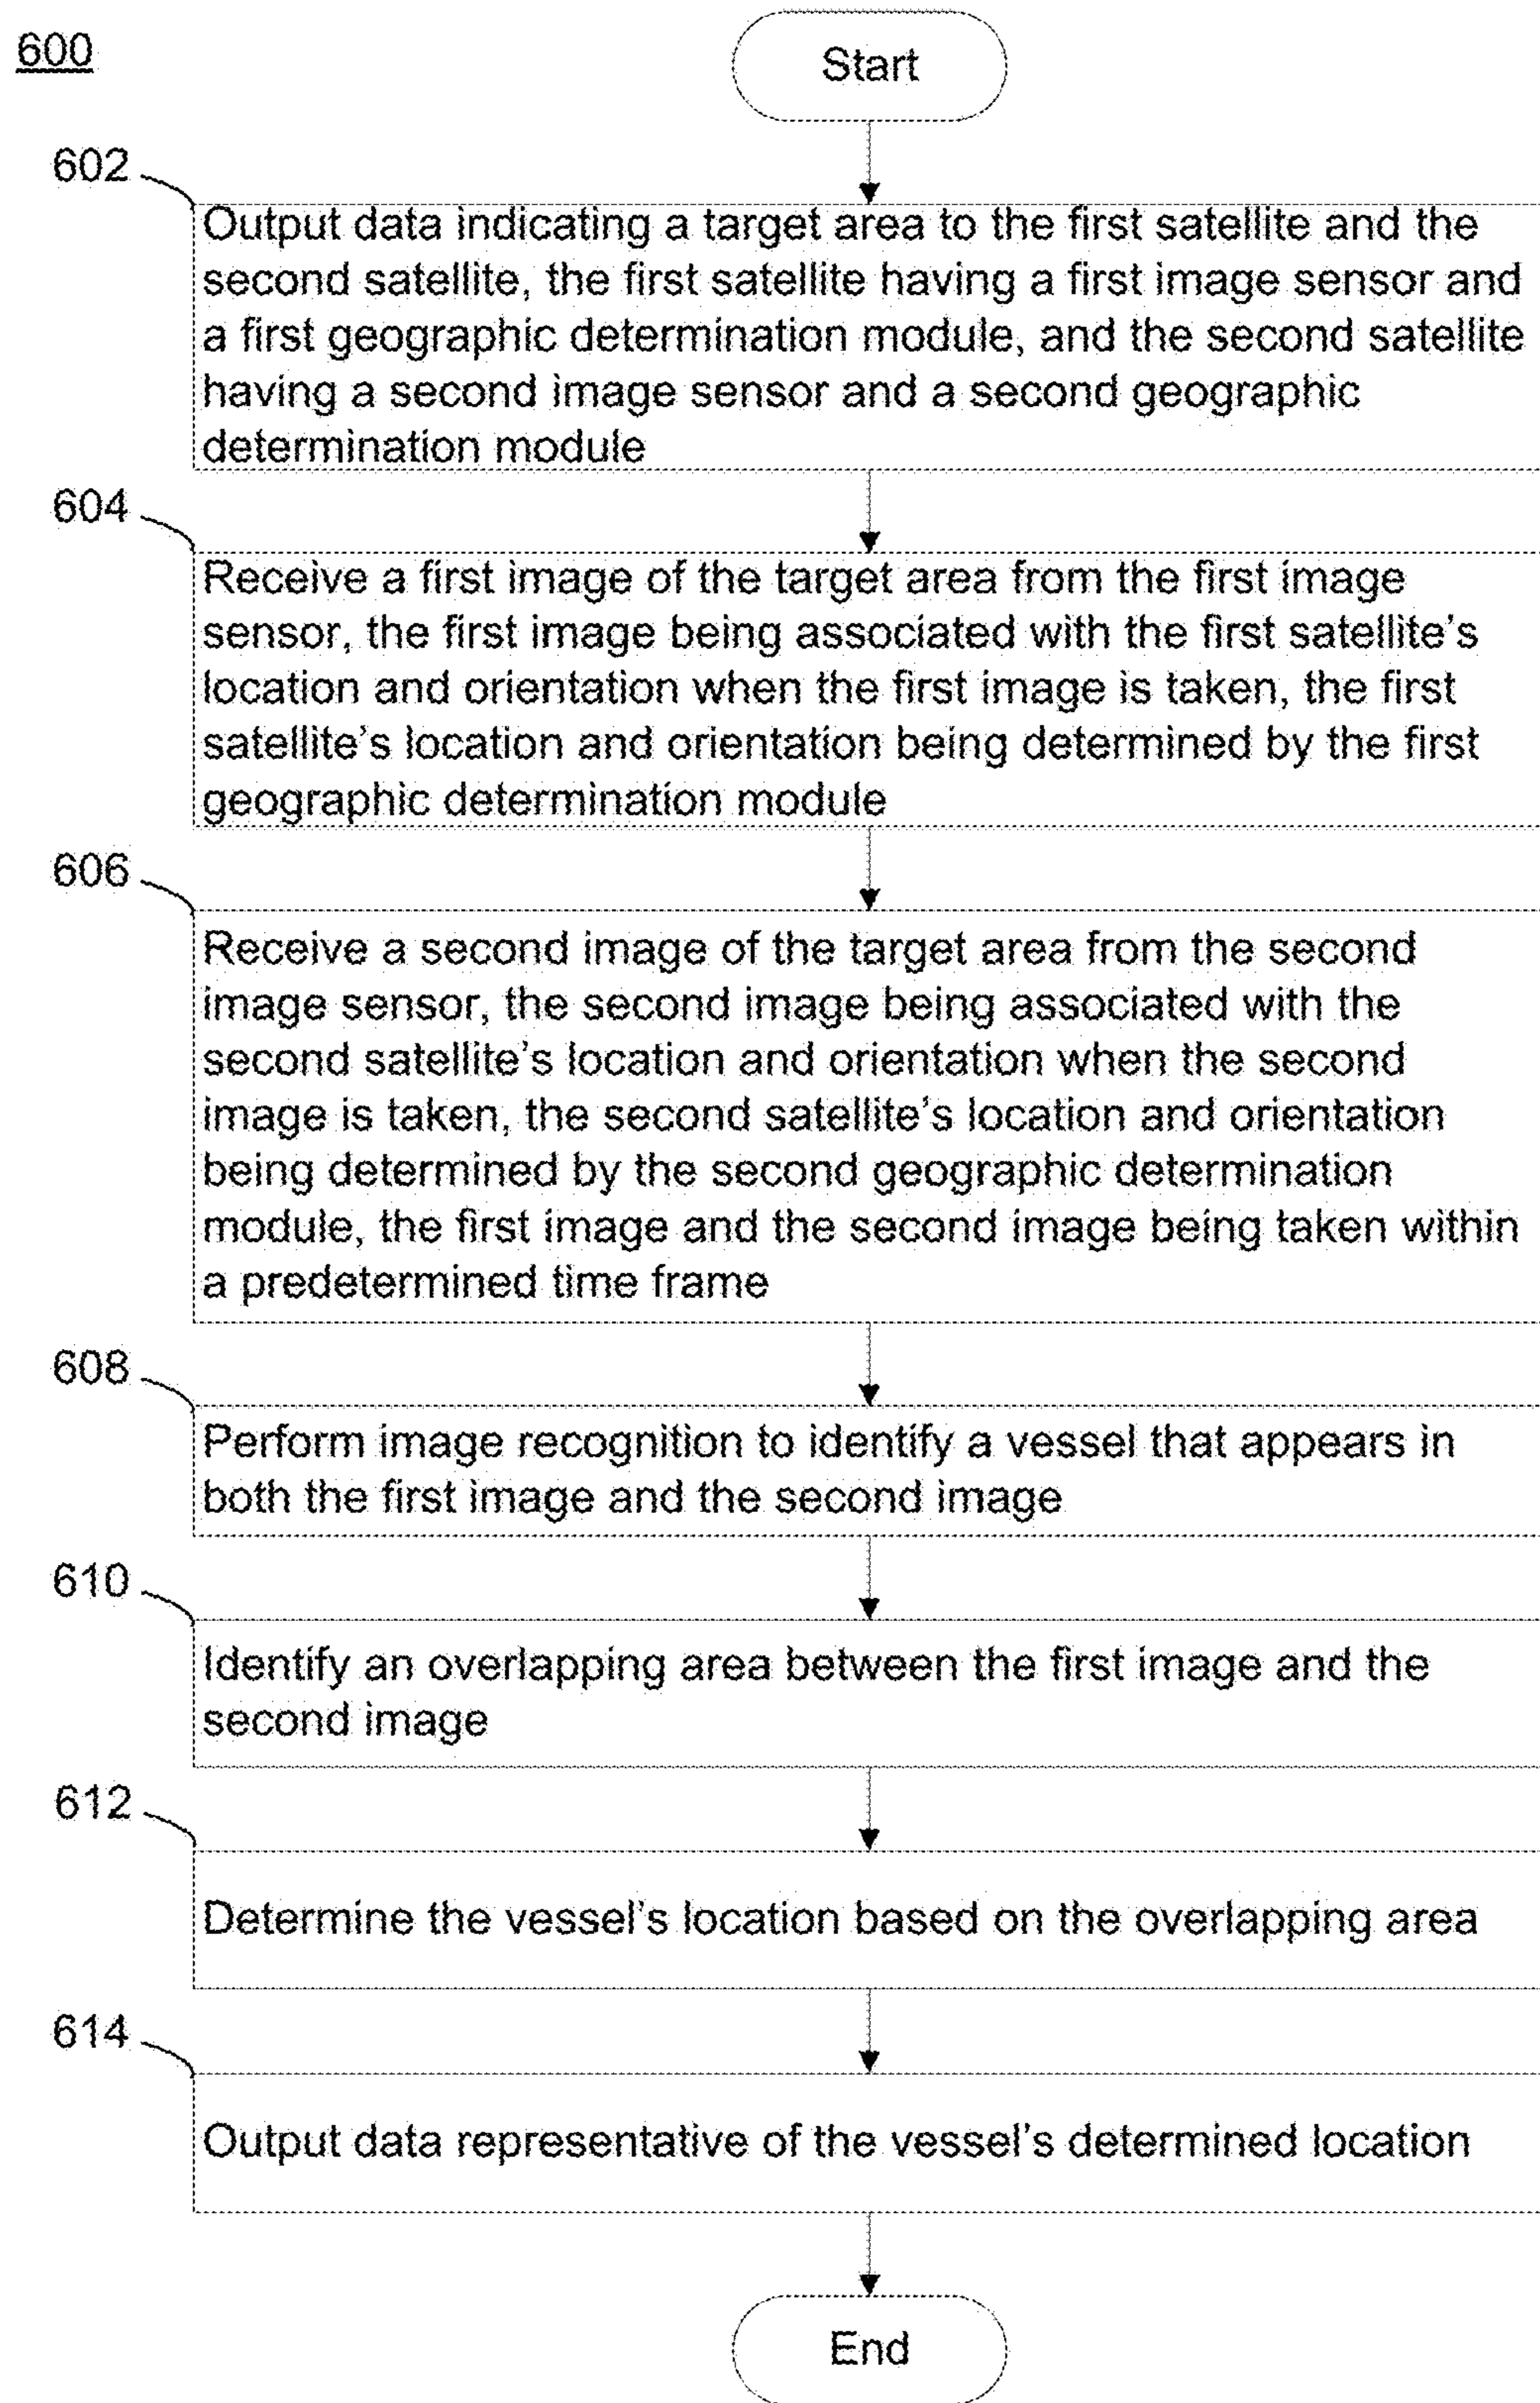 600
Start
602
Output data indicating a target area to the first satellite and the
second satellite, the first satellite having a first image sensor and
a first geographic determination module, and the second satellite
having a second image sensor and a second geographic
determination module
604
Receive a first image of the target area from the first image
sensor, the first image being associated with the first satellite's
location and orientation when the first image is taken, the first
satellite's location and orientation being determined by the first
geographic determination module
606
Receive a second image of the target area from the second
image sensor, the second image being associated with the
second satellite's location and orientation when the second
image is taken, the second satellite's location and orientation
being determined by the second geographic determination
module, the first image and the second image being taken within
a predetermined time frame
608
Perform image recognition to identify a vessel that appears in
both the first image and the second image
610
Identify an overlapping area between the first image and the
second image
612
Determine the vessel's location based on the overlapping area
614
Output data representative of the vessel's determined location
End